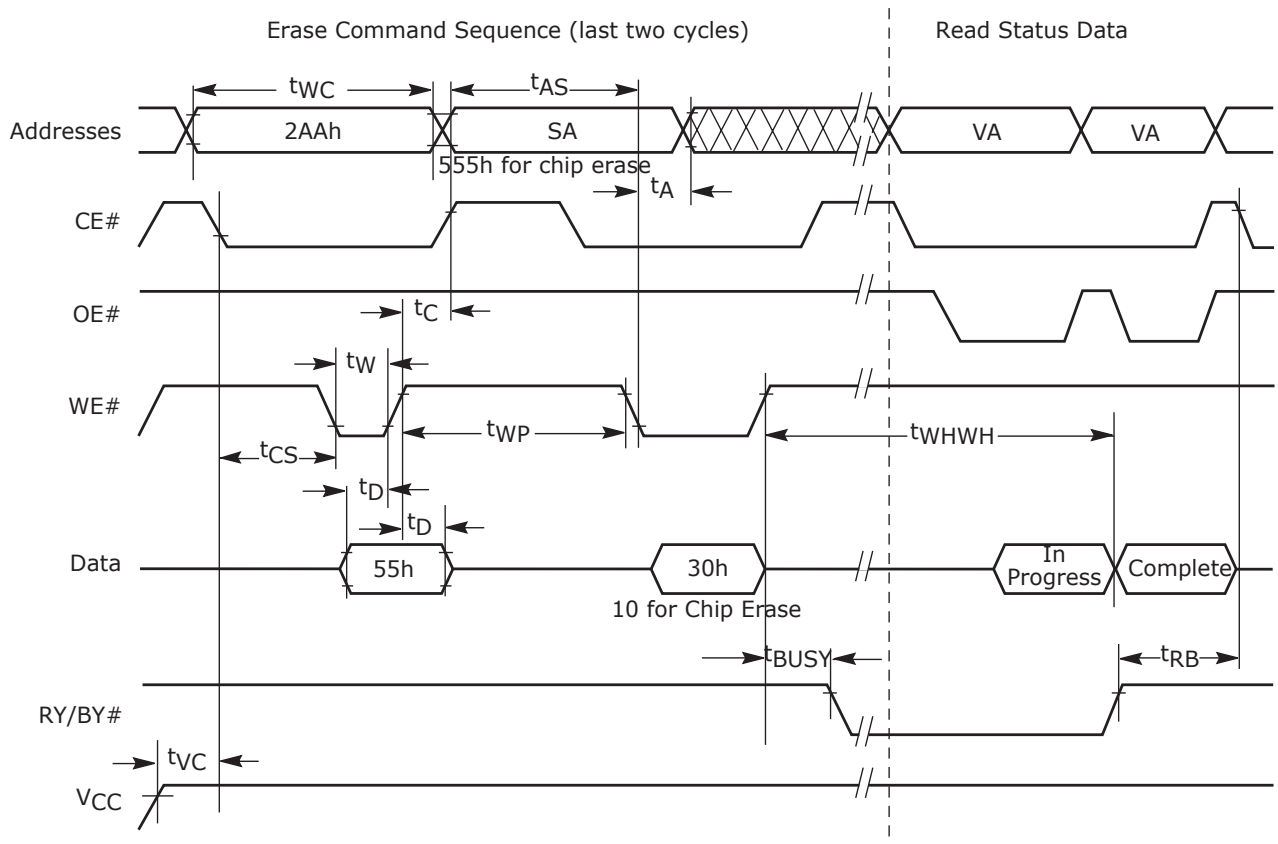 Erase Command Sequence (last two cycles)
Read Status Data
tWC
tAS
Addresses
2AAh
SA
VA
VA
555h for chip erase
tA
CE#
tC
OE#
tW
WE#
tWP
tWHWH
tCS
tD
tD
Data
55h
30h
In
Progress
Complete
10 for Chip Erase
tBUSY
tRB
RY/BY#
tVC
VCC